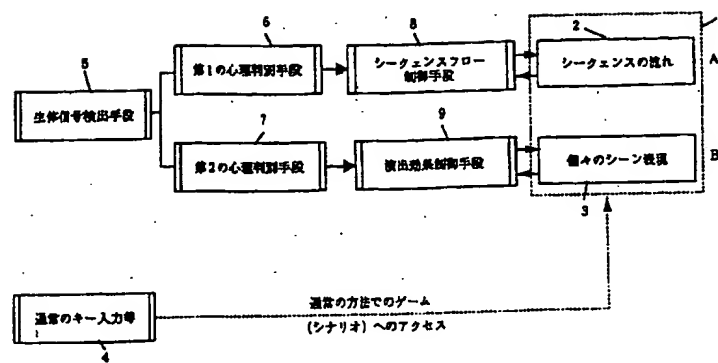 6
第1の心理判別手段
8
シークェンスフロー
制御手段
2
シークェンスの流れ
A
5
生体信号検出手段
7
第2の心理判別手段
9
演出効果制御手段
個々のシーン表現
3
B
通常のキー入力等
4
通常の方法でのゲーム
(シナリオ)へのアクセス